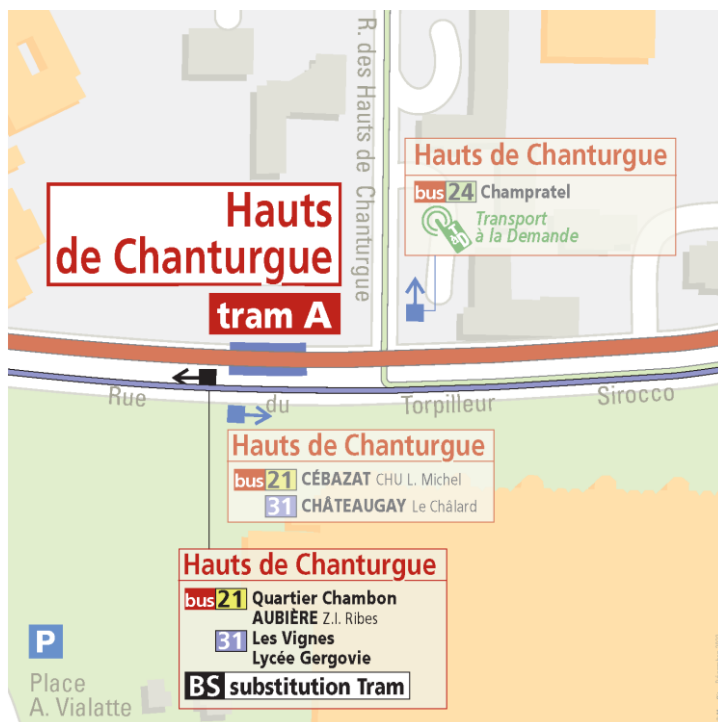 R. des Hauts de Chanturgue
Hauts de Chanturgue
bus 24 Champratel
TàD
Transport
à la Demande
Hauts
de Chanturgue
tram A
Rue du Torpilleur Sirocco
Hauts de Chanturgue
bus 21 CÉBAZAT CHU L. Michel
31 CHÂTEAUGAY Le Châlard
Hauts de Chanturgue
bus 21 Quartier Chambon
AUBIÈRE Z.I. Ribes
31 Les Vignes
Lycée Gergovie
BS substitution Tram
P
Place
A. Vialatte